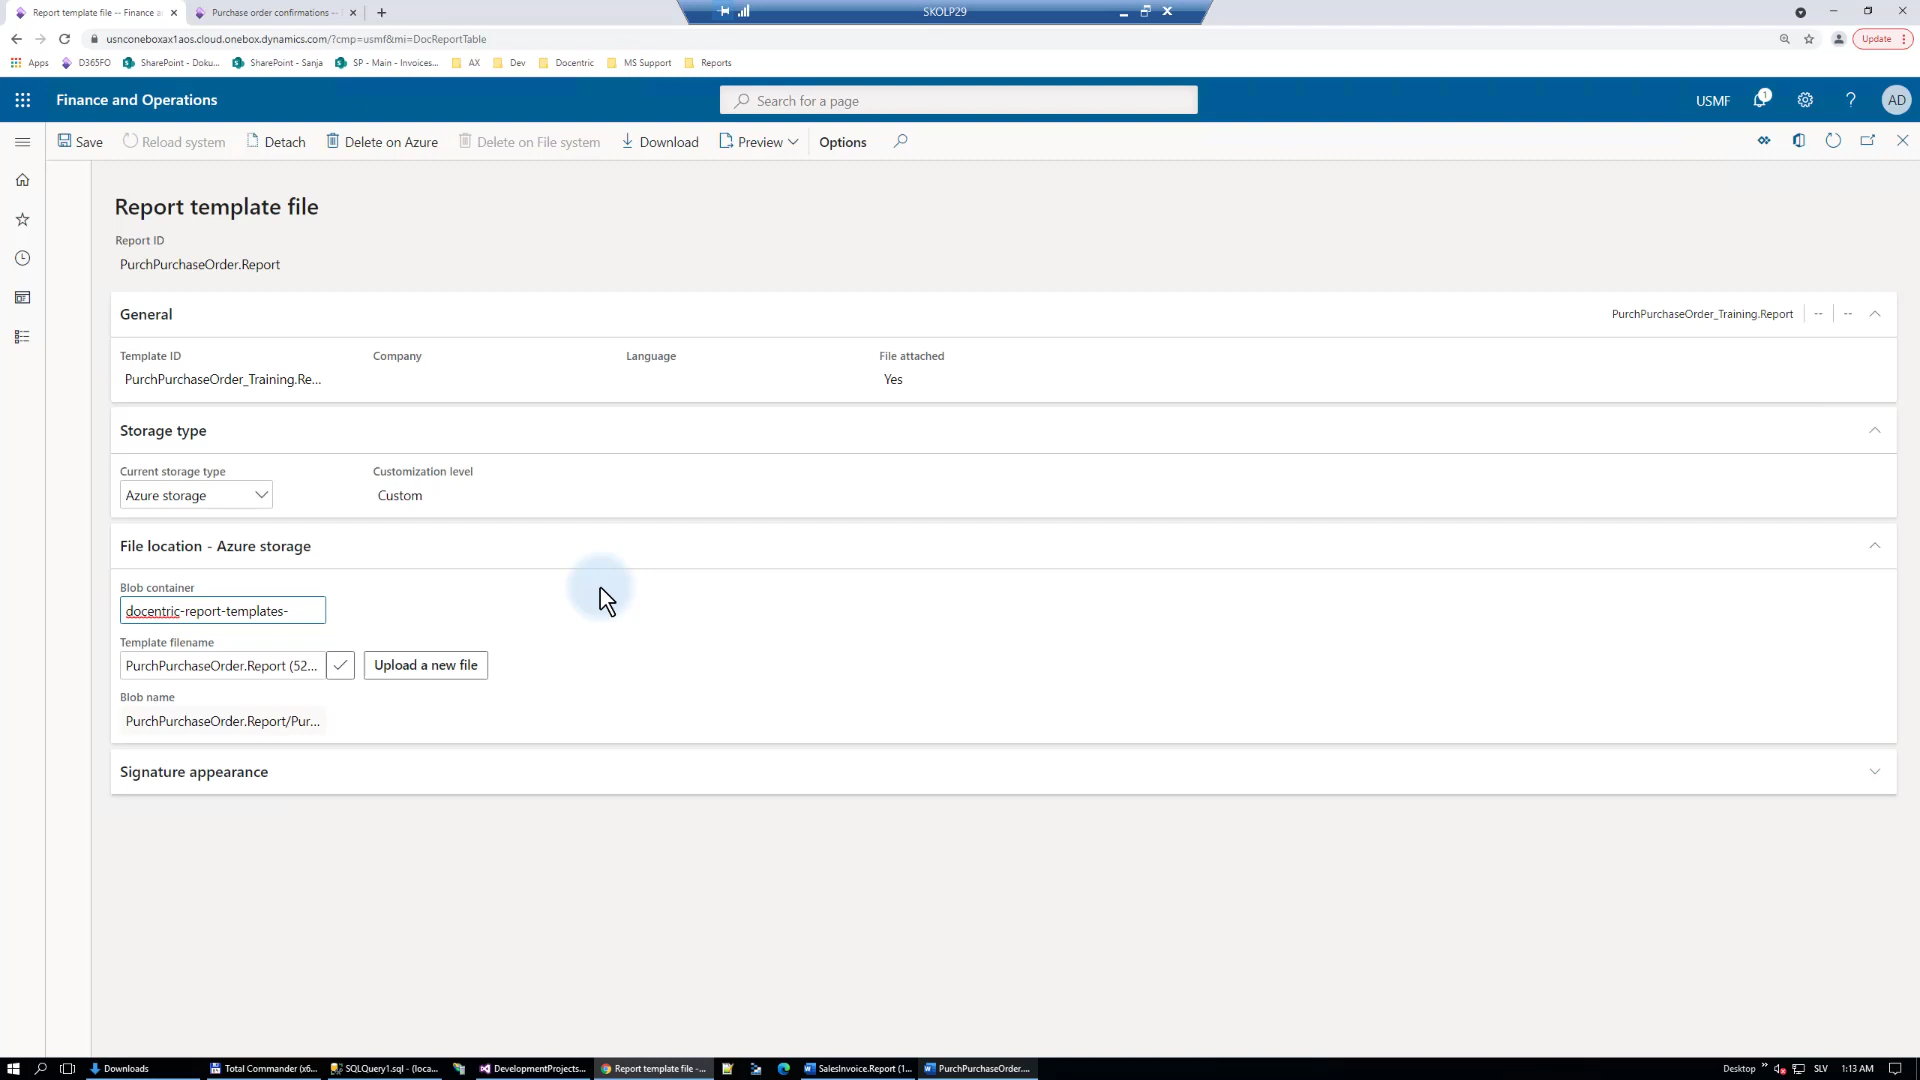 Report template file -- Finance a
Purchase order confirmations --
SKOLP29
usnconeboxax1aos.cloud.onebox.dynamics.com/?cmp=usmf&mi=DocReportTable
Update
Apps
D365FO
SharePoint - Doku...
SharePoint - Sanja
SP - Main - Invoices...
AX
Dev
Docentric
MS Support
Reports
Finance and Operations
Search for a page
USMF
1
?
AD
Save
Reload system
Detach
Delete on Azure
Delete on File system
Download
Preview
Options
Report template file
Report ID
PurchPurchaseOrder.Report
General
PurchPurchaseOrder_Training.Report
--
--
Template ID
Company
Language
File attached
PurchPurchaseOrder_Training.Re...
Yes
Storage type
Current storage type
Customization level
Azure storage
Custom
File location - Azure storage
Blob container
docentric-report-templates-
Template filename
PurchPurchaseOrder.Report (52...
Upload a new file
Blob name
PurchPurchaseOrder.Report/Pur...
Signature appearance
Downloads
Total Commander (x6...
SQLQuery1.sql - (loca...
DevelopmentProjects...
Report template file -...
SalesInvoice.Report (1...
PurchPurchaseOrder....
Desktop
SLV
1:13 AM